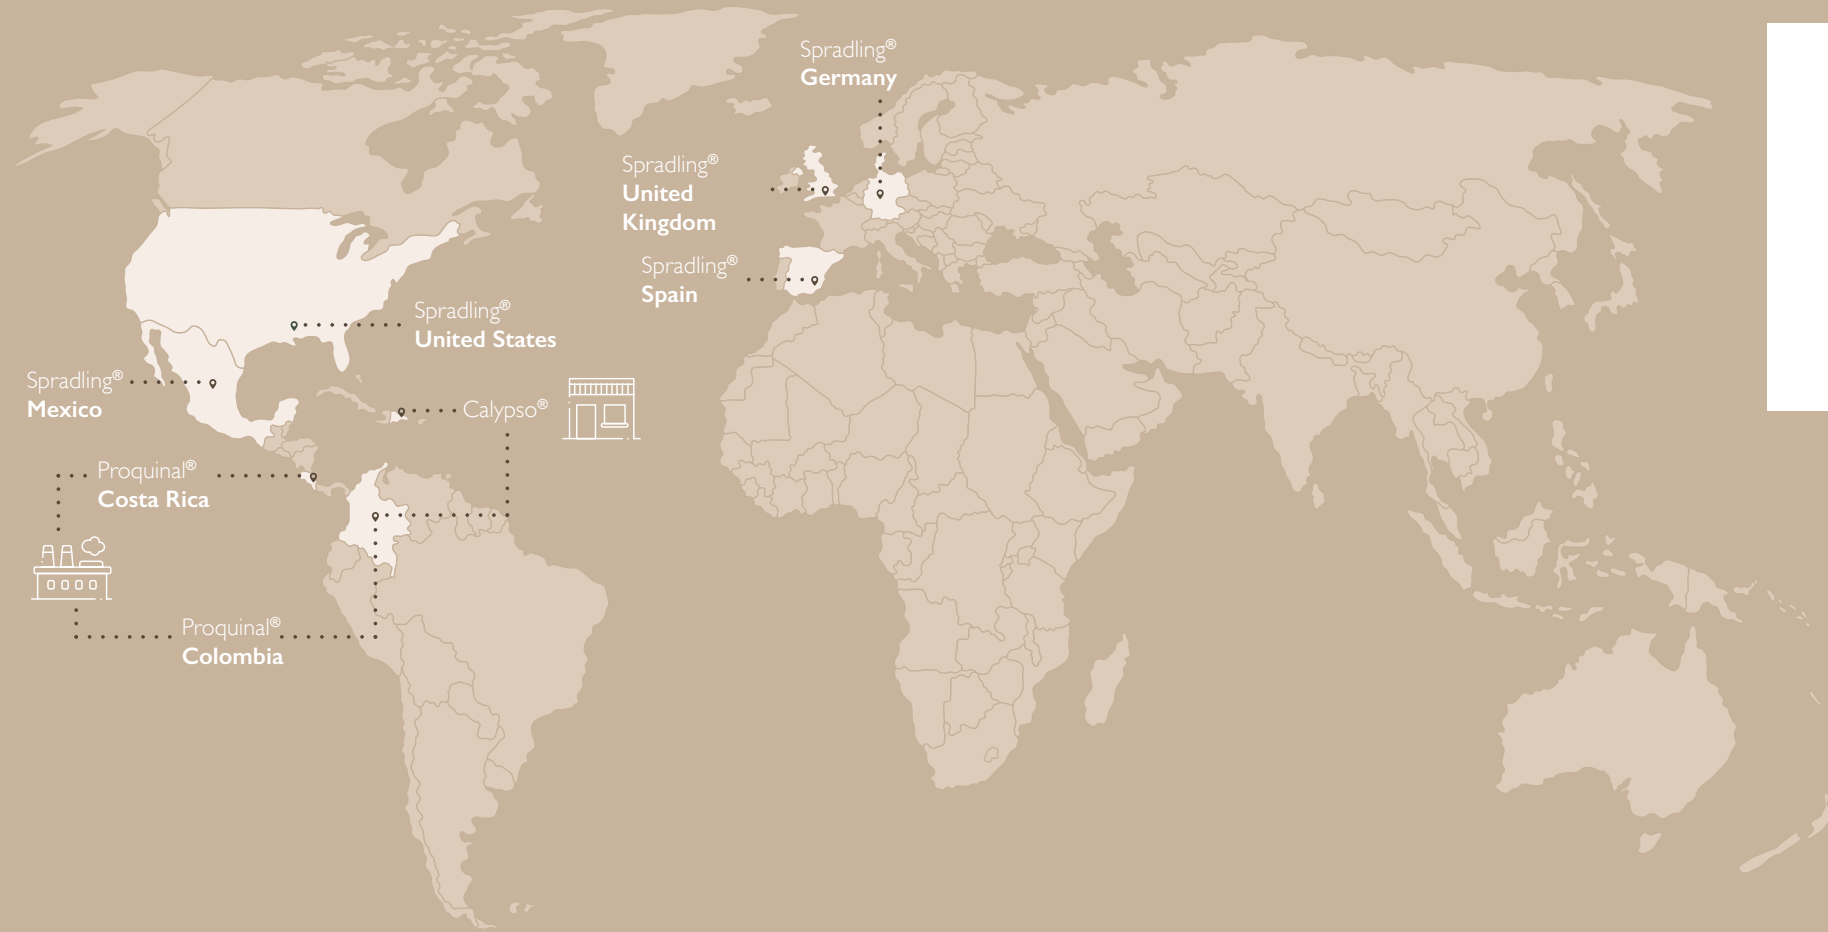 Spradling®
Germany
Spradling®
United
Kingdom
Spradling®
Spain
Spradling®
United States
Spradling®
Mexico
Calypso®
Proquinal®
Costa Rica
Proquinal®
Colombia